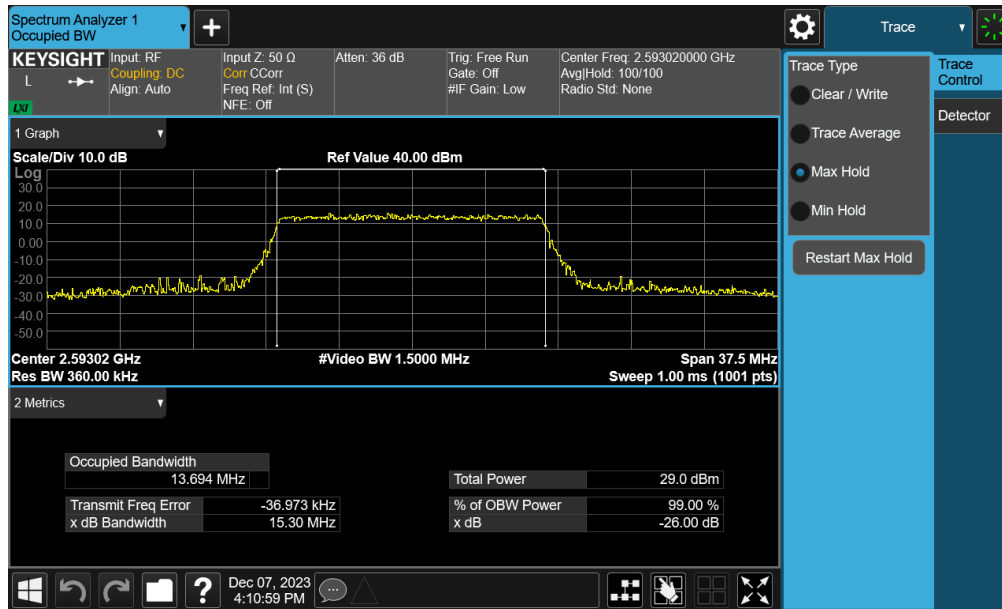 Spectrum Analyzer 1
Occupied BW
+
Trace
KEYSIGHT
L
LXI
Input: RF
Coupling: DC
Align: Auto
Input Z: 50 Ω
Corr CCorr
Freq Ref: Int (S)
NFE: Off
Atten: 36 dB
Trig: Free Run
Gate: Off
#IF Gain: Low
Center Freq: 2.593020000 GHz
Avg|Hold: 100/100
Radio Std: None
Trace Type
Clear / Write
Trace Average
Max Hold
Min Hold
Restart Max Hold
Trace
Control
Detector
1 Graph
Scale/Div 10.0 dB
Ref Value 40.00 dBm
Log
30.0
20.0
10.0
0.00
-10.0
-20.0
-30.0
-40.0
-50.0
Center 2.59302 GHz
#Video BW 1.5000 MHz
Span 37.5 MHz
Res BW 360.00 kHz
Sweep 1.00 ms (1001 pts)
2 Metrics
Occupied Bandwidth
13.694 MHz
Total Power 29.0 dBm
Transmit Freq Error -36.973 kHz
% of OBW Power 99.00 %
x dB Bandwidth 15.30 MHz
x dB -26.00 dB
?
Dec 07, 2023
4:10:59 PM